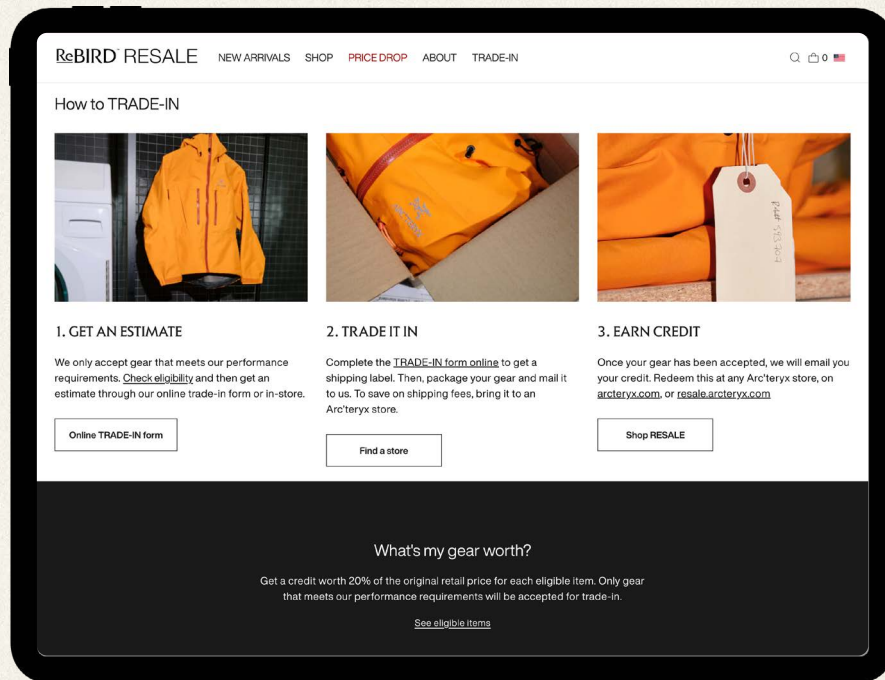 ReBIRD™ RESALE
NEW ARRIVALS SHOP PRICE DROP ABOUT TRADE-IN
0
How to TRADE-IN
1. GET AN ESTIMATE
We only accept gear that meets our performance
requirements. Check eligibility and then get an
estimate through our online trade-in form or in-store.
Online TRADE-IN form
2. TRADE IT IN
Complete the TRADE-IN form online to get a
shipping label. Then, package your gear and mail it
to us. To save on shipping fees, bring it to an
Arc'teryx store.
Find a store
3. EARN CREDIT
Once your gear has been accepted, we will email you
your credit. Redeem this at any Arc'teryx store, on
arcteryx.com, or resale.arcteryx.com
Shop RESALE
What's my gear worth?
Get a credit worth 20% of the original retail price for each eligible item. Only gear
that meets our performance requirements will be accepted for trade-in.
See eligible items